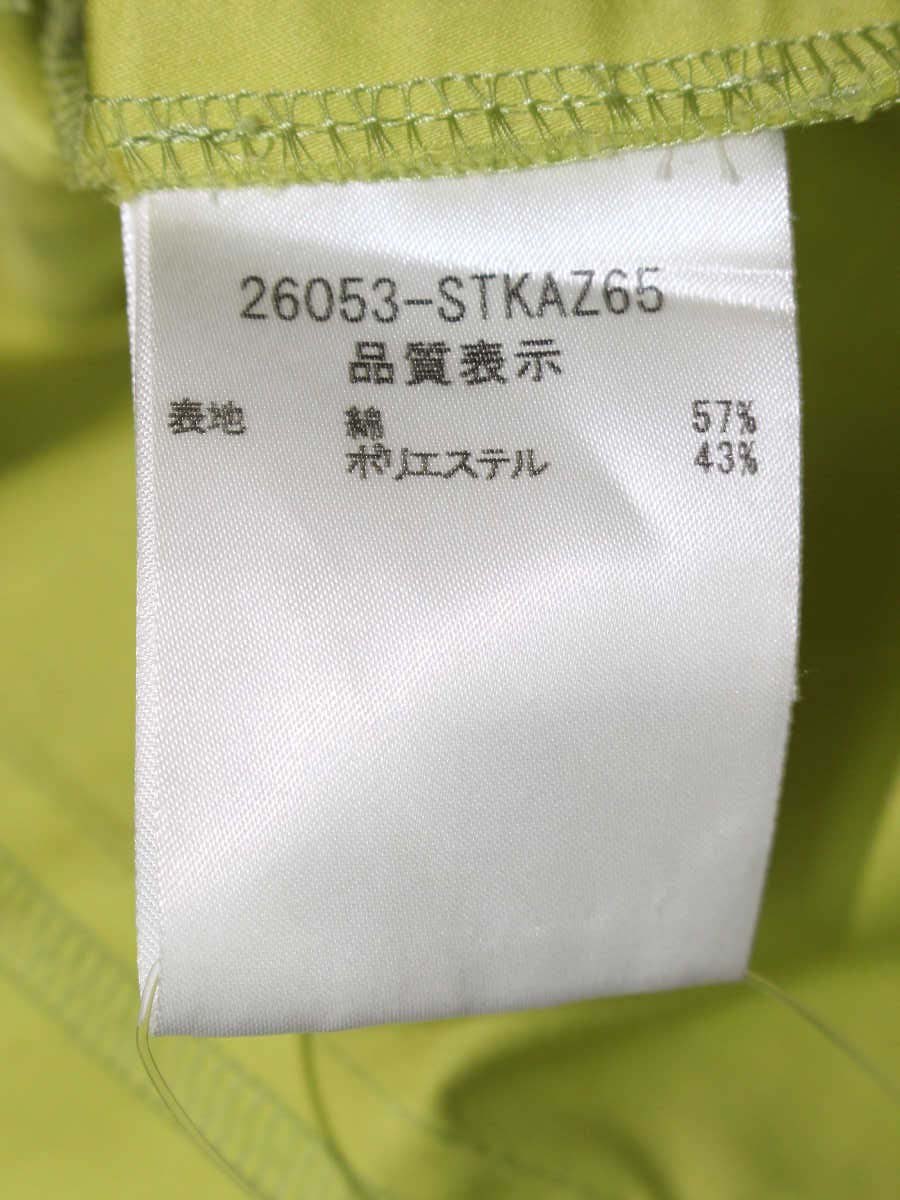 26053-STKAZ65
品質表示
表地 綿 57%
ポリエステル 43%